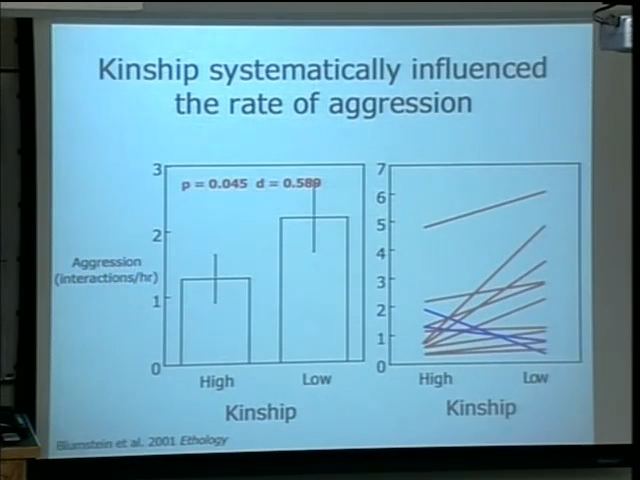 Kinship systematically influenced
the rate of aggression
p = 0.045 d = 0.589
Aggression
(interactions/hr)
3
2
1
0
High Low
Kinship
7
6
5
4
3
2
1
0
High Low
Kinship
Blumstein et al. 2001 Ethology